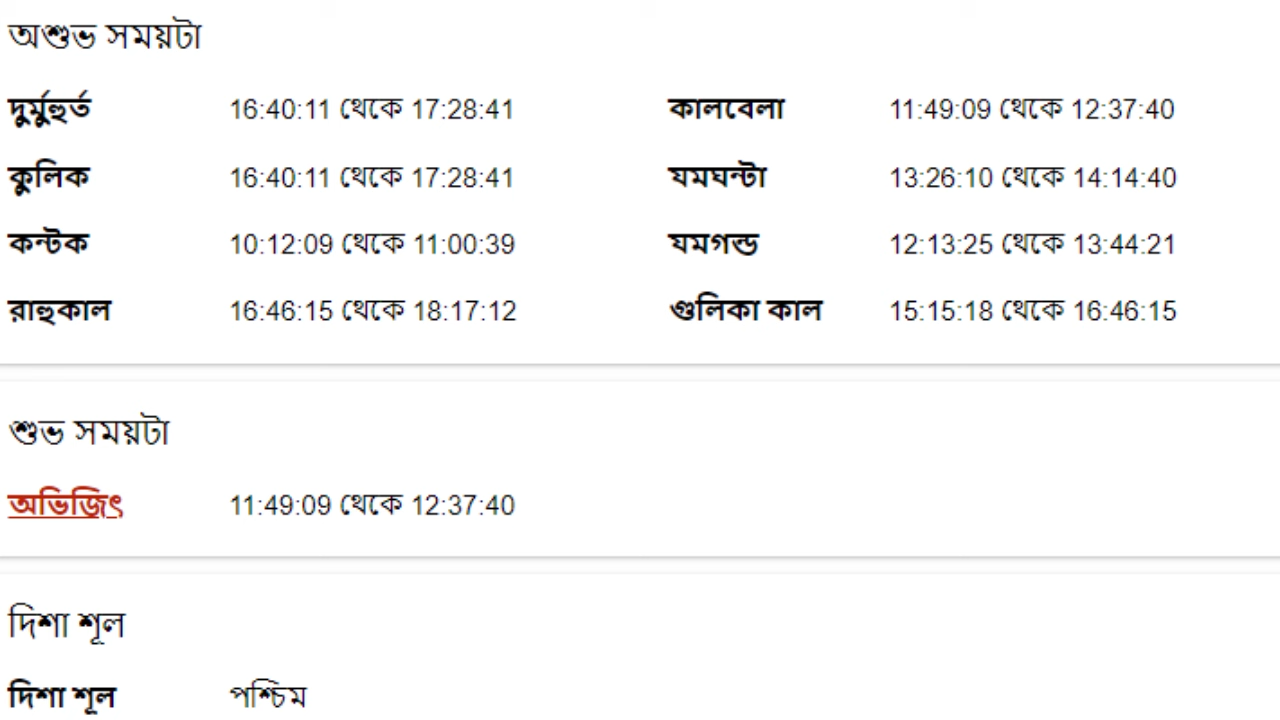 অশুভ সময়টা
দুর্মুহুর্ত 16:40:11 থেকে 17:28:41 কালবেলা 11:49:09 থেকে 12:37:40
কুলিক 16:40:11 থেকে 17:28:41 যমঘন্টা 13:26:10 থেকে 14:14:40
কন্টক 10:12:09 থেকে 11:00:39 যমগন্ড 12:13:25 থেকে 13:44:21
রাহুকাল 16:46:15 থেকে 18:17:12 গুলিকা কাল 15:15:18 থেকে 16:46:15
শুভ সময়টা
অভিজিৎ 11:49:09 থেকে 12:37:40
দিশা শূল
দিশা শূল পশ্চিম